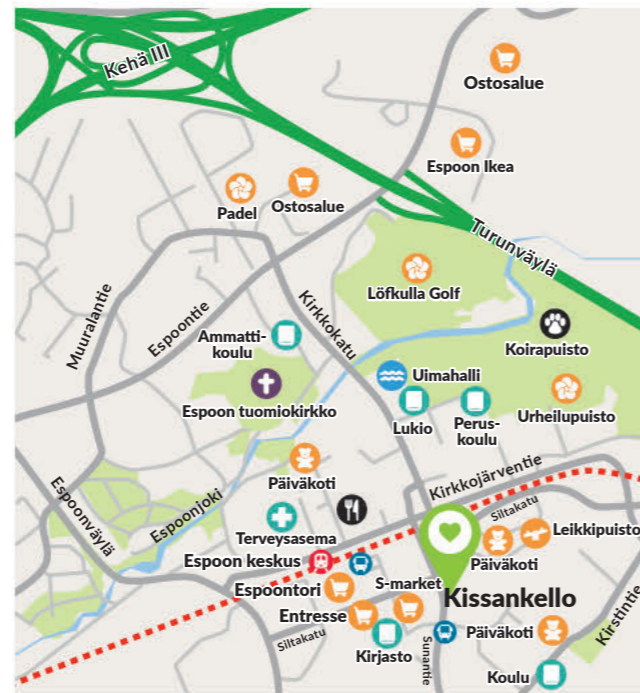 Kehä III
Ostosalue
Espoon Ikea
Padel
Ostosalue
Turunväylä
Löfkulla Golf
Muuralantie
Espoontie
Kirkkokatu
Ammatti-
koulu
Koirapuisto
Espoon tuomiokirkko
Uimahalli
Lukio
Perus-
koulu
Urheilupuisto
Päiväkoti
Kirkkojärventie
Espoonväylä
Espoonjoki
Siltakatu
Terveysasema
Leikkipuisto
Päiväkoti
Espoon keskus
Espoontori
S-market
Kissankello
Entresse
Siltakatu
Kirjasto
Sunantie
Päiväkoti
Kirstintie
Koulu